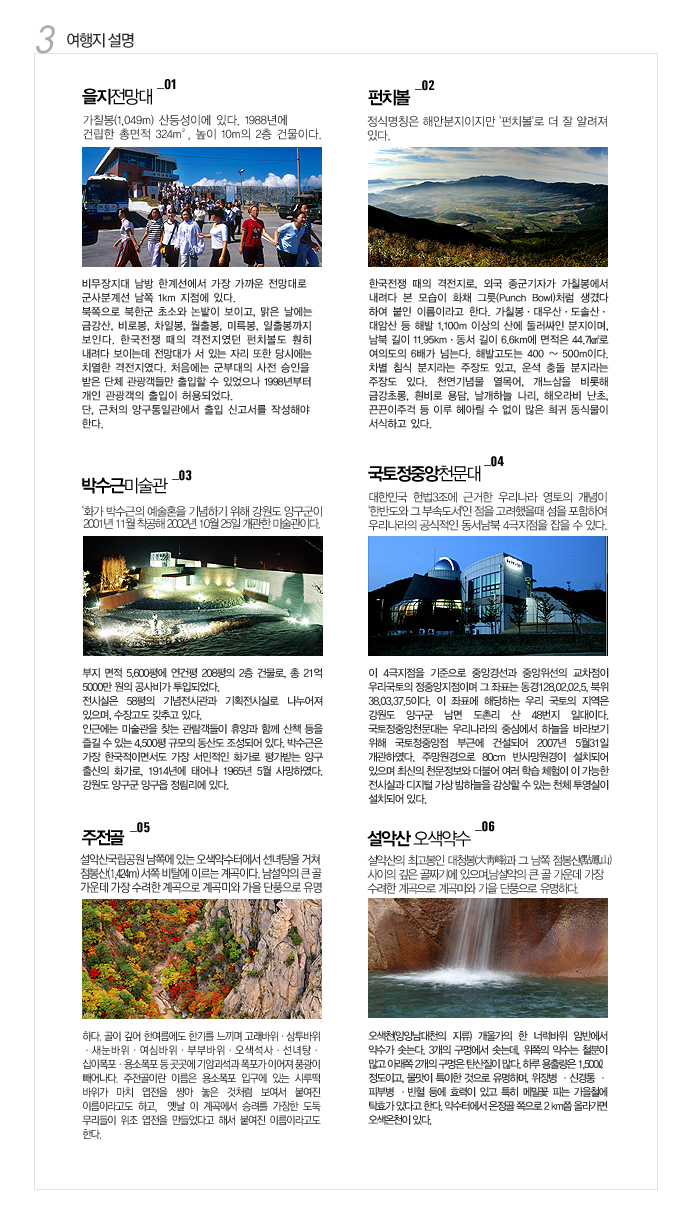 3 여행지 설명
을지전망대 _01
가칠봉(1,049m) 산등성이에 있다. 1988년에
건립한 총면적 324m², 높이 10m의 2층 건물이다.
비무장지대 남방 한계선에서 가장 가까운 전망대로
군사분계선 남쪽 1km 지점에 있다.
북쪽으로 북한군 초소와 논밭이 보이고, 맑은 날에는
금강산, 비로봉, 차일봉, 월출봉, 미륵봉, 일출봉까지
보인다. 한국전쟁 때의 격전지였던 펀치볼도 훤히
내려다 보이는데 전망대가 서 있는 자리 또한 당시에는
치열한 격전지였다. 처음에는 군부대의 사전 승인을
받은 단체 관광객들만 출입할 수 있었으나 1998년부터
개인 관광객의 출입이 허용되었다.
단, 근처의 양구통일관에서 출입 신고서를 작성해야
한다.
펀치볼 _02
정식명칭은 해안분지이지만 '펀치볼'로 더 잘 알려져
있다.
한국전쟁 때의 격전지로, 외국 종군기자가 가칠봉에서
내려다 본 모습이 화채 그릇(Punch Bowl)처럼 생겼다
하여 붙인 이름이라고 한다. 가칠봉·대우산·도솔산·
대암산 등 해발 1,100m 이상의 산에 둘러싸인 분지이며,
남북 길이 11.95km·동서 길이 6.6km에 면적은 44.7㎢로
여의도의 6배가 넘는다. 해발고도는 400 ~ 500m이다.
차별 침식 분지라는 주장도 있고, 운석 충돌 분지라는
주장도 있다. 천연기념물 열목어, 개느삼을 비롯해
금강초롱, 흰비로 용담, 날개하늘 나리, 해오라비 난초,
끈끈이주걱 등 이루 헤아릴 수 없이 많은 희귀 동식물이
서식하고 있다.
박수근미술관 _03
'화가 박수근의 예술혼을 기념하기 위해 강원도 양구군이
2001년 11월 착공해 2002년 10월 25일 개관한 미술관이다.
부지 면적 5,600평에 연건평 208평의 2층 건물로, 총 21억
5000만 원의 공사비가 투입되었다.
전시실은 58평의 기념전시관과 기획전시실로 나누어져
있으며, 수장고도 갖추고 있다.
인근에는 미술관을 찾는 관람객들이 휴양과 함께 산책 등을
즐길 수 있는 4,500평 규모의 동산도 조성되어 있다. 박수근은
가장 한국적이면서도 가장 서민적인 화가로 평가받는 양구
출신의 화가로, 1914년에 태어나 1965년 5월 사망하였다.
강원도 양구군 양구읍 정림리에 있다.
국토정중앙천문대 _04
대한민국 헌법3조에 근거한 우리나라 영토의 개념이
'한반도와 그 부속도서'인 점을 고려했을때 섬을 포함하여
우리나라의 공식적인 동서남북 4극지점을 잡을 수 있다.
이 4극지점을 기준으로 중앙경선과 중앙위선의 교차점이
우리국토의 정중앙지점이며 그 좌표는 동경128,02,02.5, 북위
38,03,37.5이다. 이 좌표에 해당하는 우리 국토의 지역은
강원도 양구군 남면 도촌리 산 48번지 일대이다.
국토정중앙천문대는 우리나라의 중심에서 하늘을 바라보기
위해 국토정중앙점 부근에 건설되어 2007년 5월31일
개관하였다. 주망원경으로 80cm 반사망원경이 설치되어
있으며 최신의 천문정보와 더불어 여러 학습 체험이 이 가능한
전시실과 디지털 가상 밤하늘을 감상할 수 있는 천체 투영실이
설치되어 있다.
주전골 _05
설악산국립공원 남쪽에 있는 오색약수터에서 선녀탕을 거쳐
점봉산(1,424m) 서쪽 비탈에 이르는 계곡이다. 남설악의 큰 골
가운데 가장 수려한 계곡으로 계곡미와 가을 단풍으로 유명
하다. 골이 깊어 한여름에도 한기를 느끼며 고래바위·상투바위
·새눈바위·여심바위·부부바위·오색석사·선녀탕·
십이폭포·용소폭포 등 곳곳에 기암괴석과 폭포가 이어져 풍광이
빼어나다. 주전골이란 이름은 용소폭포 입구에 있는 시루떡
바위가 마치 엽전을 쌓아 놓은 것처럼 보여서 붙여진
이름이라고도 하고, 옛날 이 계곡에서 승려를 가장한 도둑
무리들이 위조 엽전을 만들었다고 해서 붙여진 이름이라고도
한다.
설악산 오색약수 _06
설악산의 최고봉인 대청봉(大靑峰)과 그 남쪽 점봉산(點鳳山)
사이의 깊은 골짜기에 있으며,남설악의 큰 골 가운데 가장
수려한 계곡으로 계곡미와 가을 단풍으로 유명하다.
오색천(양양남대천의 지류) 개울가의 한 너럭바위 암반에서
약수가 솟는다. 3개의 구멍에서 솟는데, 위쪽의 약수는 철분이
많고 아래쪽 2개의 구멍은 탄산질이 많다. 하루 용출량은 1,500ℓ
정도이고, 물맛이 특이한 것으로 유명하며, 위장병 ·신경통·
피부병 ·빈혈 등에 효력이 있고 특히 메밀꽃 피는 가을철에
탁효가 있다고 한다. 약수터에서 온정골 쪽으로 2 km쯤 올라가면
오색온천이 있다.